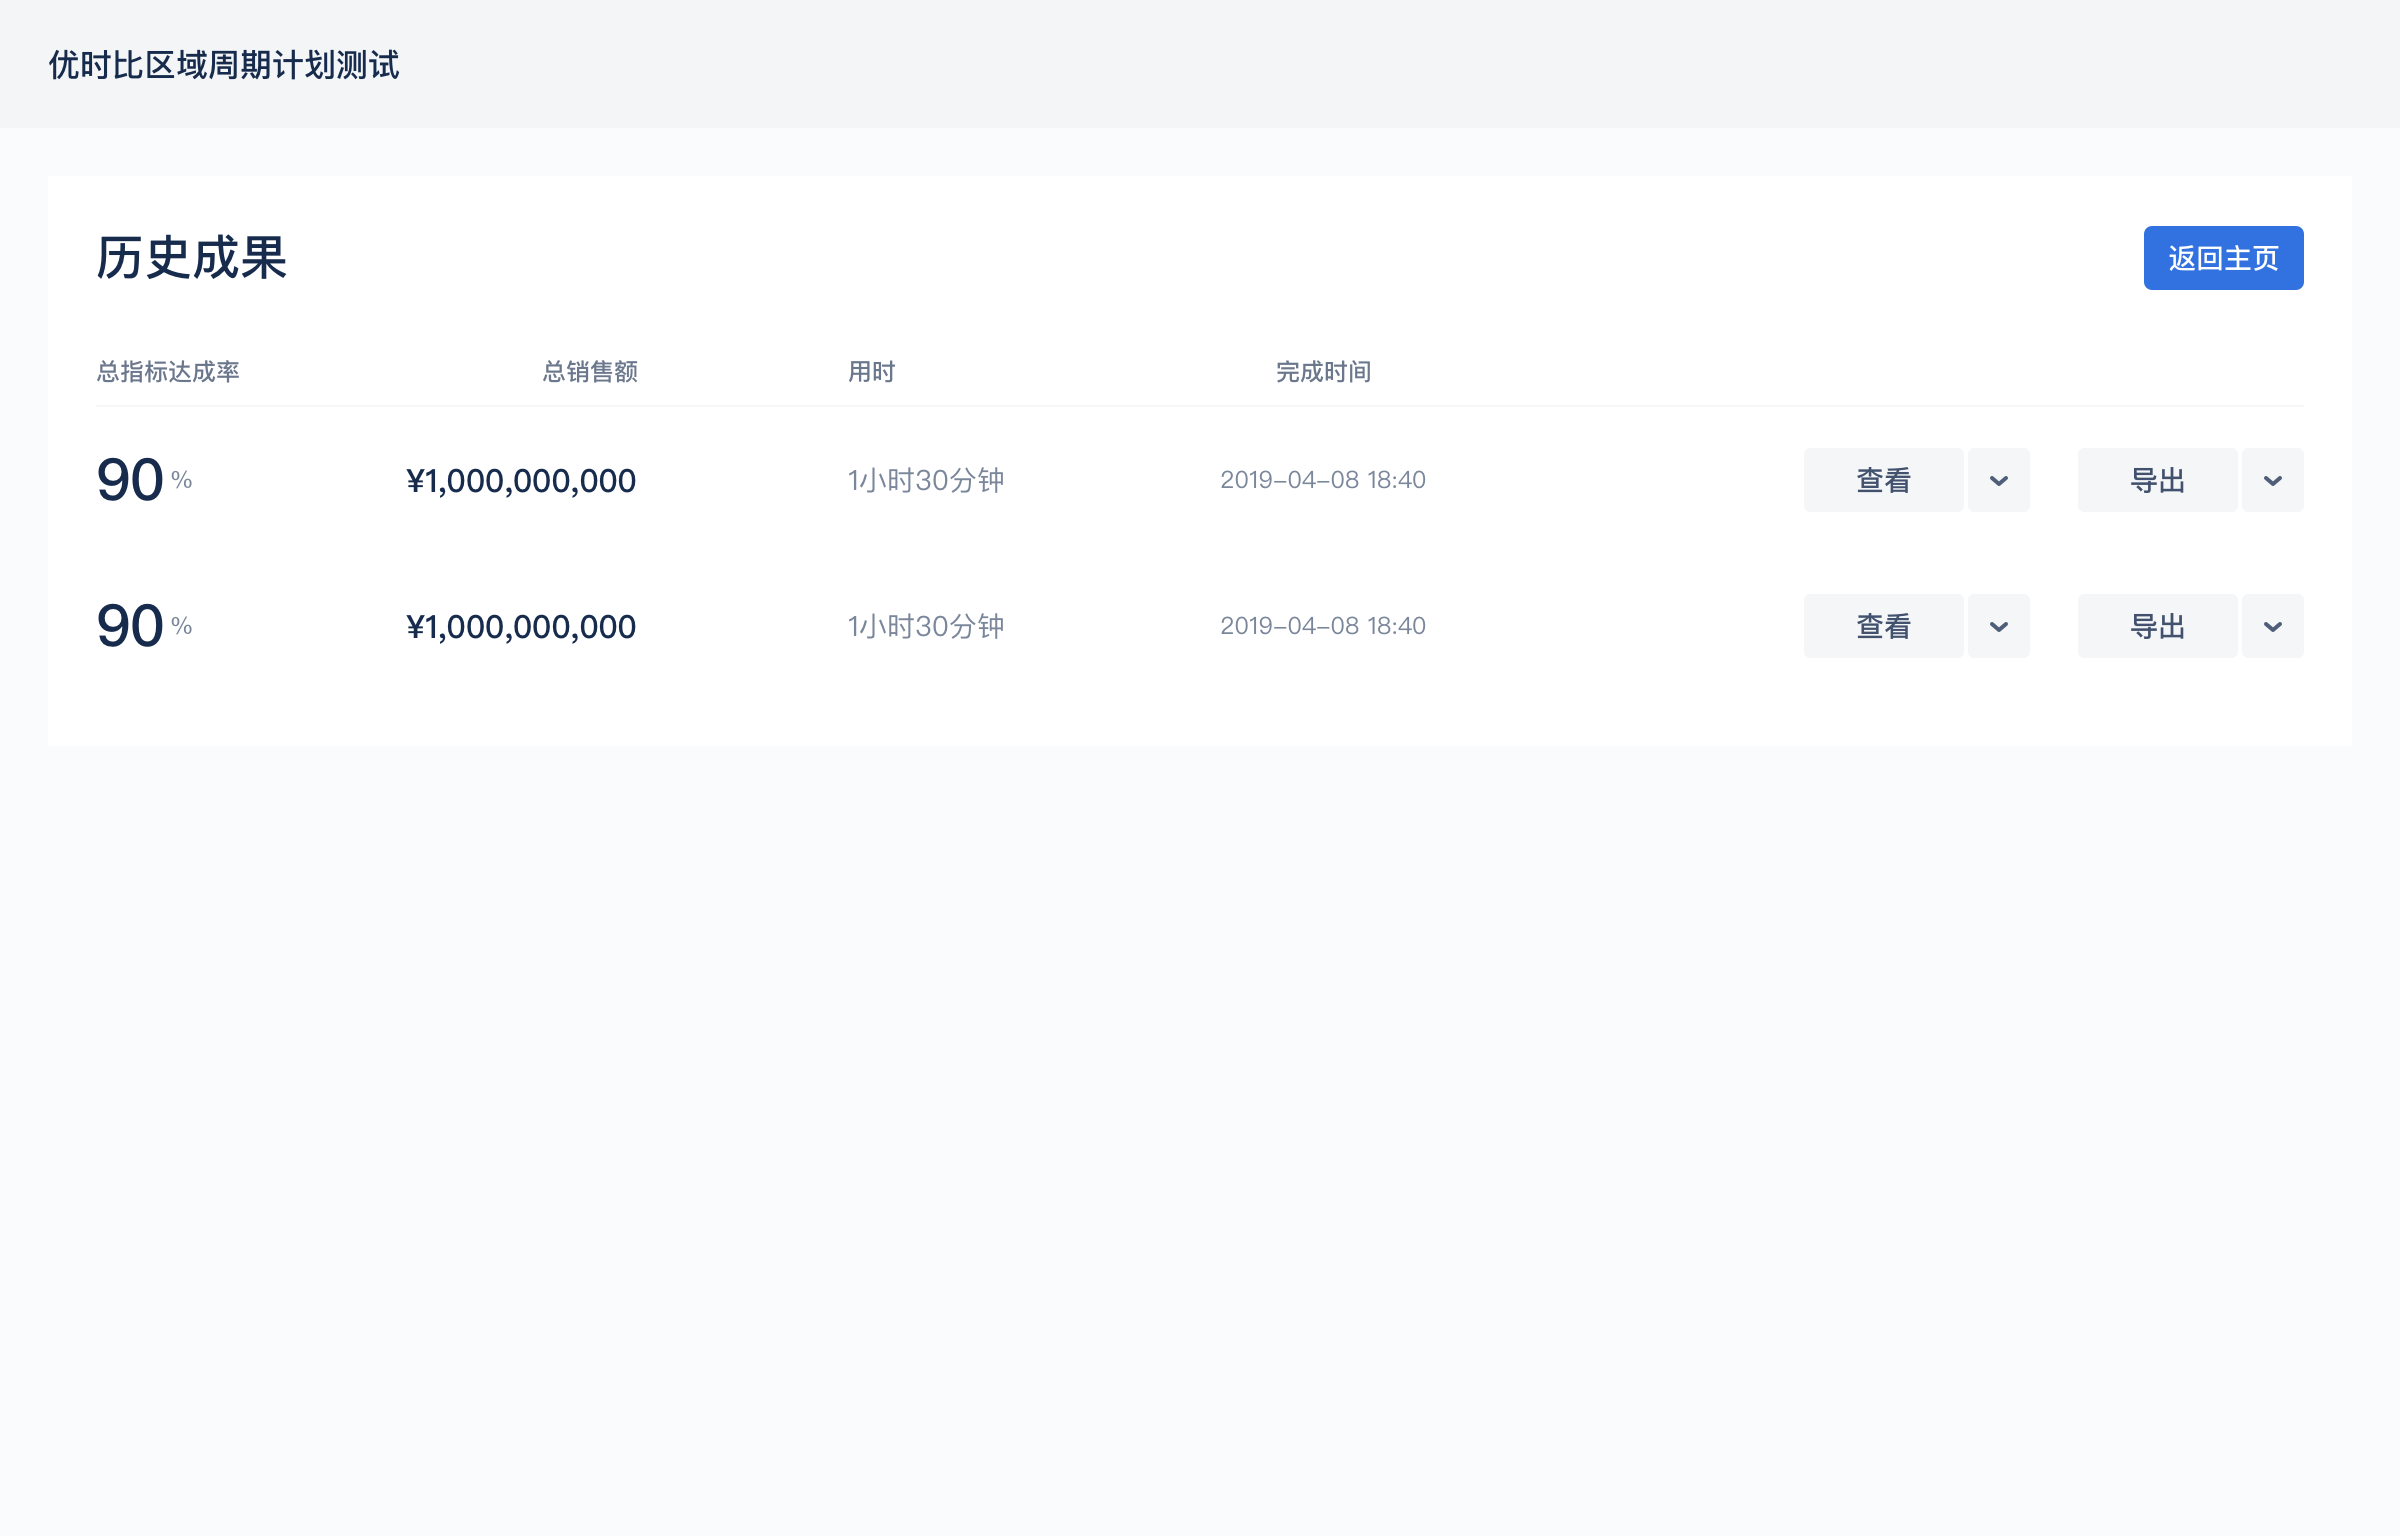 优时比区域周期计划测试
历史成果
返回主页
总指标达成率 总销售额 用时 完成时间
90 % ¥1,000,000,000 1小时30分钟 2019–04–08 18:40 查看 导出
90 % ¥1,000,000,000 1小时30分钟 2019–04–08 18:40 查看 导出